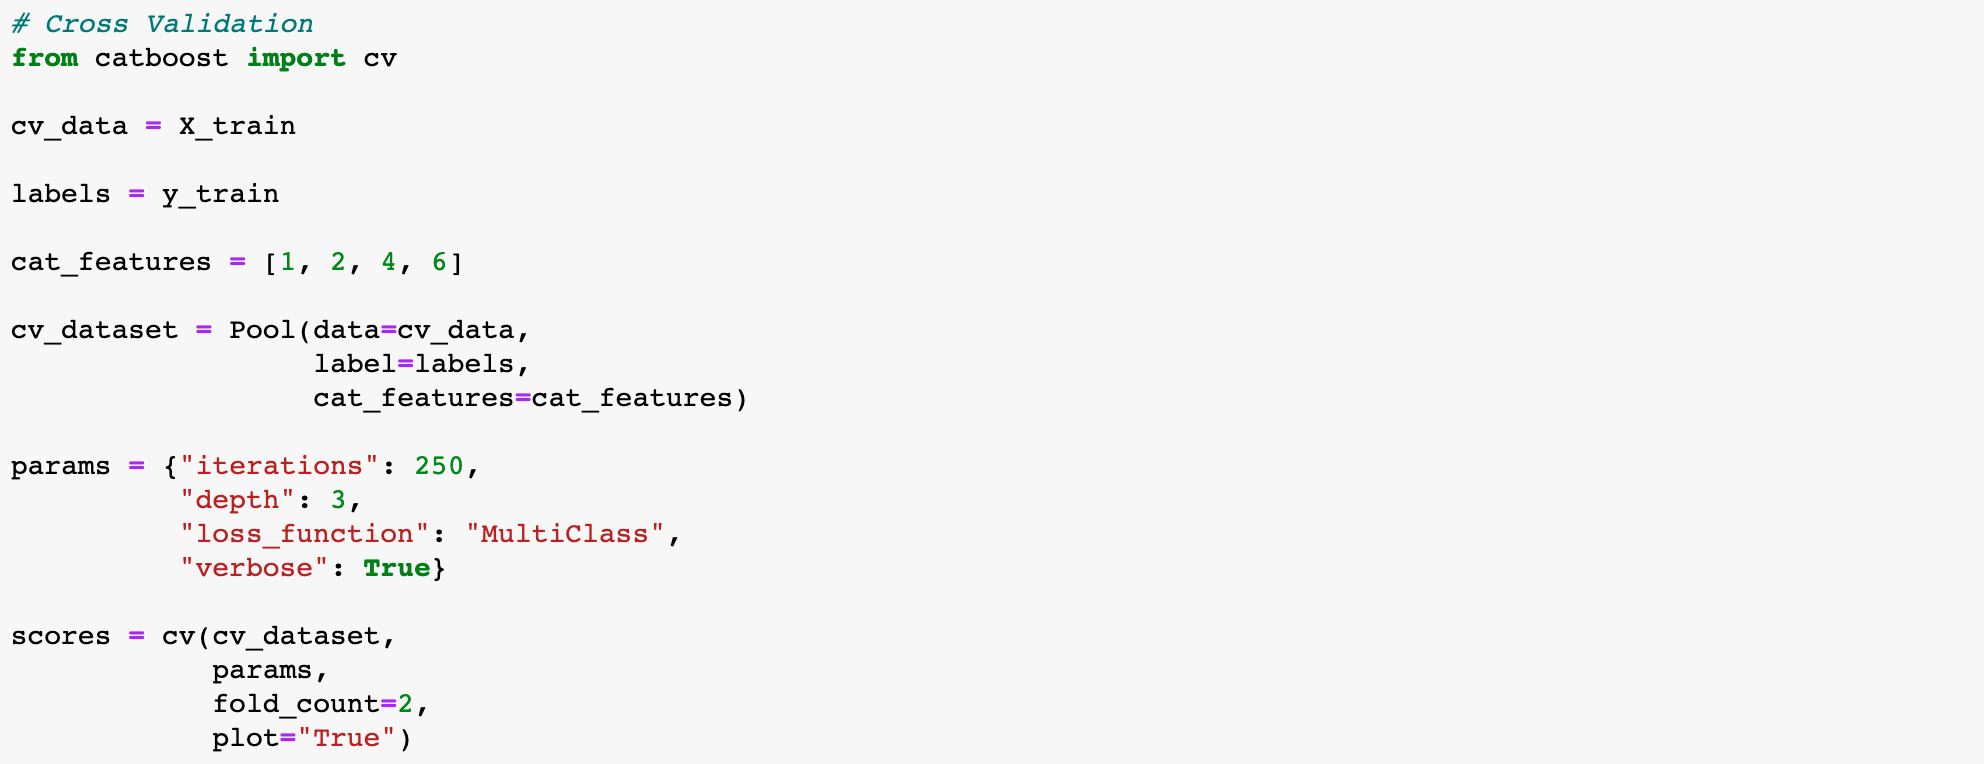 # Cross Validation
from catboost import cv
cv_data = X_train
labels = y_train
cat_features = [1, 2, 4, 6]
cv_dataset = Pool(data=cv_data,
                  label=labels,
                  cat_features=cat_features)
params = {"iterations": 250,
          "depth": 3,
          "loss_function": "MultiClass",
          "verbose": True}
scores = cv(cv_dataset,
            params,
            fold_count=2,
            plot="True")